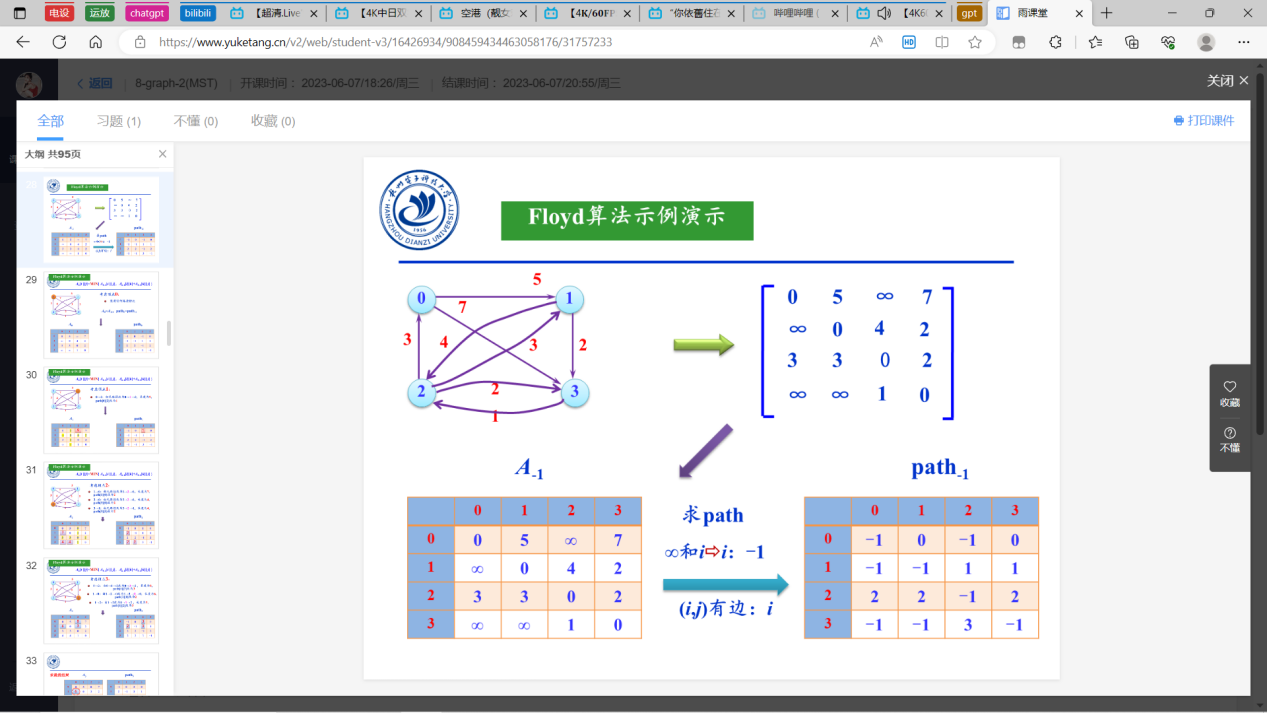 电设 运放 chatgpt bilibili 【超清.Live 【4K中日双 空港（靓女 【4K/60FP "你依舊住在 哔哩哔哩 ( 【4K6 gpt 雨课堂
https://www.yuketang.cn/v2/web/student-v3/16426934/908459434463058176/31757233
返回 8-graph-2(MST) 开课时间： 2023-06-07/18:26/周三 结课时间： 2023-06-07/20:55/周三
关闭
全部 习题 (1) 不懂 (0) 收藏 (0)
打印课件
大纲 共95页
29
30
31
32
33
HANGZHOU DIANZI UNIVERSITY
1956
Floyd算法示例演示
5
0 1
7
3 4 3 2
2 2 3
1
0 5 ∞ 7
∞ 0 4 2
3 3 0 2
∞ ∞ 1 0
A-1
0 1 2 3
0 0 5 ∞ 7
1 ∞ 0 4 2
2 3 3 0 2
3 ∞ ∞ 1 0
求path
∞和i⇨i：−1
(i,j)有边：i
path-1
0 1 2 3
0 −1 0 −1 0
1 −1 −1 1 1
2 2 2 −1 2
3 −1 −1 3 −1
收藏
不懂